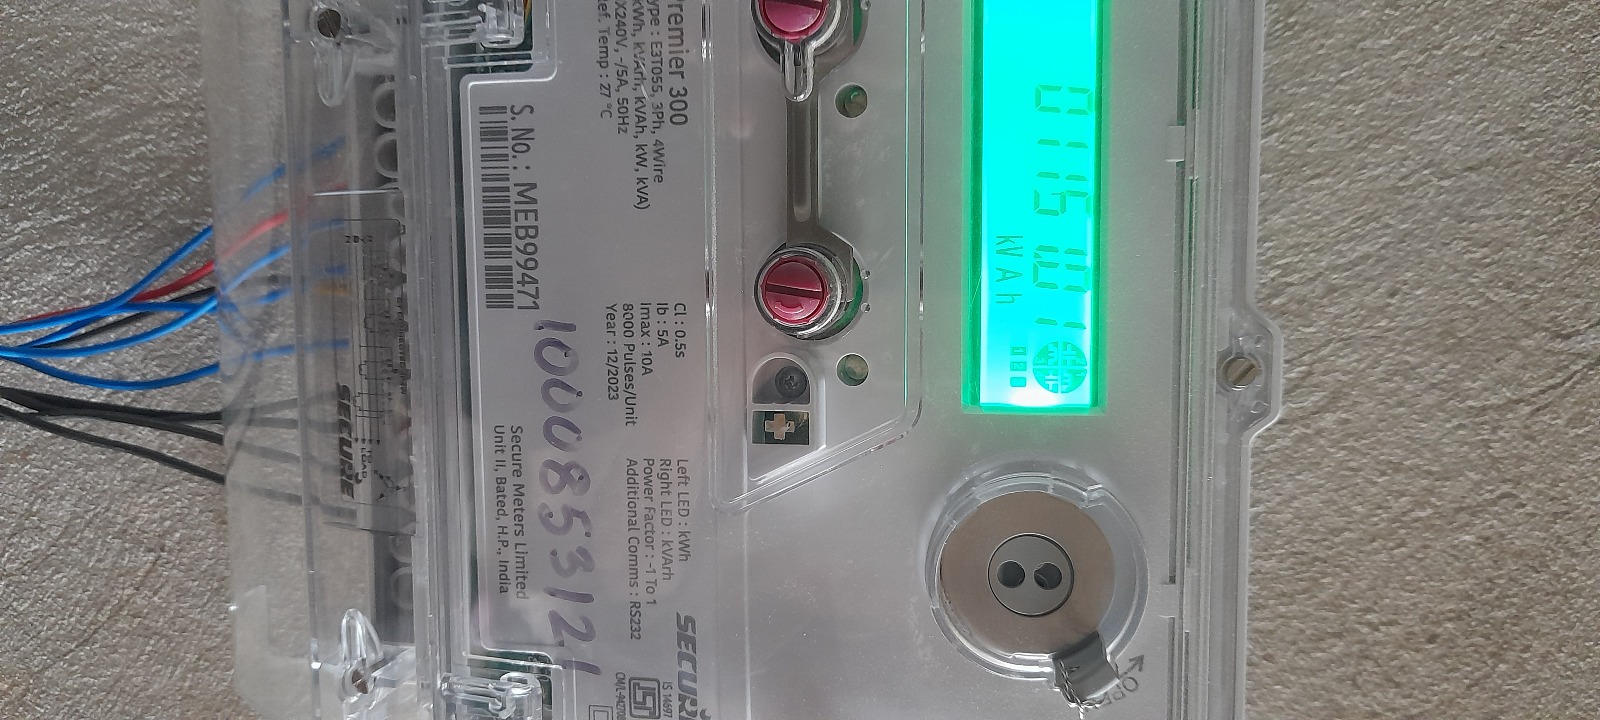 kVAh
OPEN
Premier 300
Type : E3T055, 3Ph, 4Wire
kWh, kVArh, kVAh, kW, kVA)
X240V, -/5A, 50Hz
Ref. Temp : 27 °C
Cl : 0.5s
Ib : 5A
Imax : 10A
8000 Pulses/Unit
Year : 12/2023
Left LED : kWh
Right LED : kVArh
Power Factor : -1 To 1
Additional Comms : RS232
SECURE
IS 14697
S. No. : MEB99471
1000853121
Secure Meters Limited
Unit II, Bated, H.P., India
SECURE